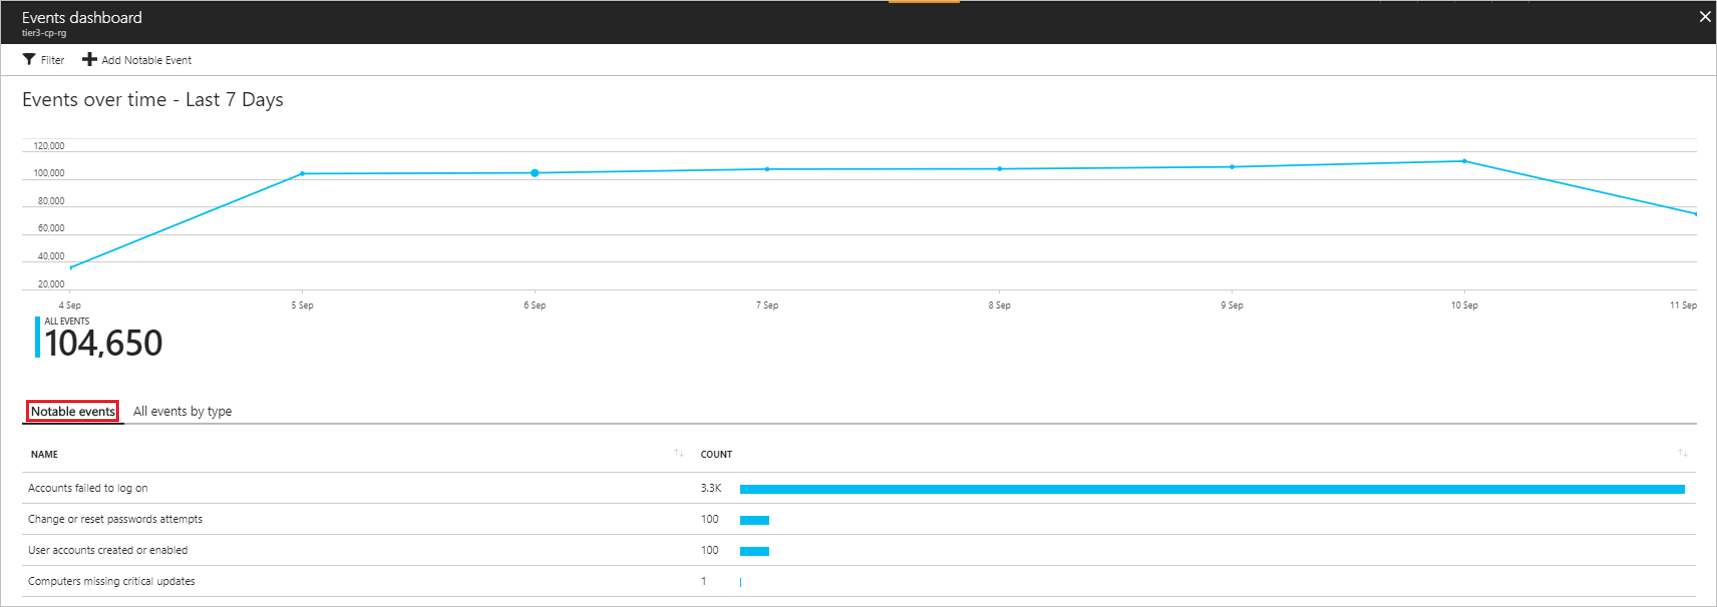 Events dashboard
tier3-cp-rg
Filter
Add Notable Event
Events over time - Last 7 Days
120,000
100,000
80,000
60,000
40,000
20,000
4 Sep 5 Sep 6 Sep 7 Sep 8 Sep 9 Sep 10 Sep 11 Sep
ALL EVENTS
104,650
Notable events All events by type
NAME COUNT
Accounts failed to log on 3.3K
Change or reset passwords attempts 100
User accounts created or enabled 100
Computers missing critical updates 1